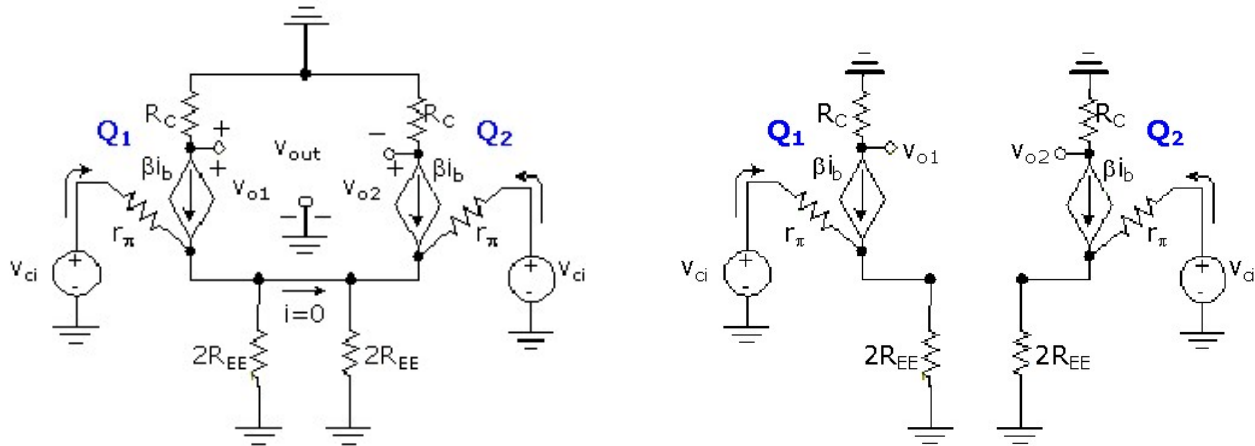 R_C
R_C
Q₁
Q₂
+
−
v_out
βi_b
+
+
βi_b
v_o1
v_o2
r_π
r_π
v_ci
+
-
+
-
v_ci
i=0
2R_EE
2R_EE
R_C
R_C
Q₁
Q₂
v_o1
v_o2
βi_b
βi_b
r_π
r_π
v_ci
+
-
+
-
v_ci
2R_EE
2R_EE